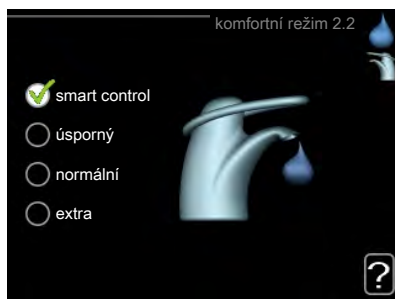 komfortní režim 2.2
smart control
úsporný
normální
extra
?